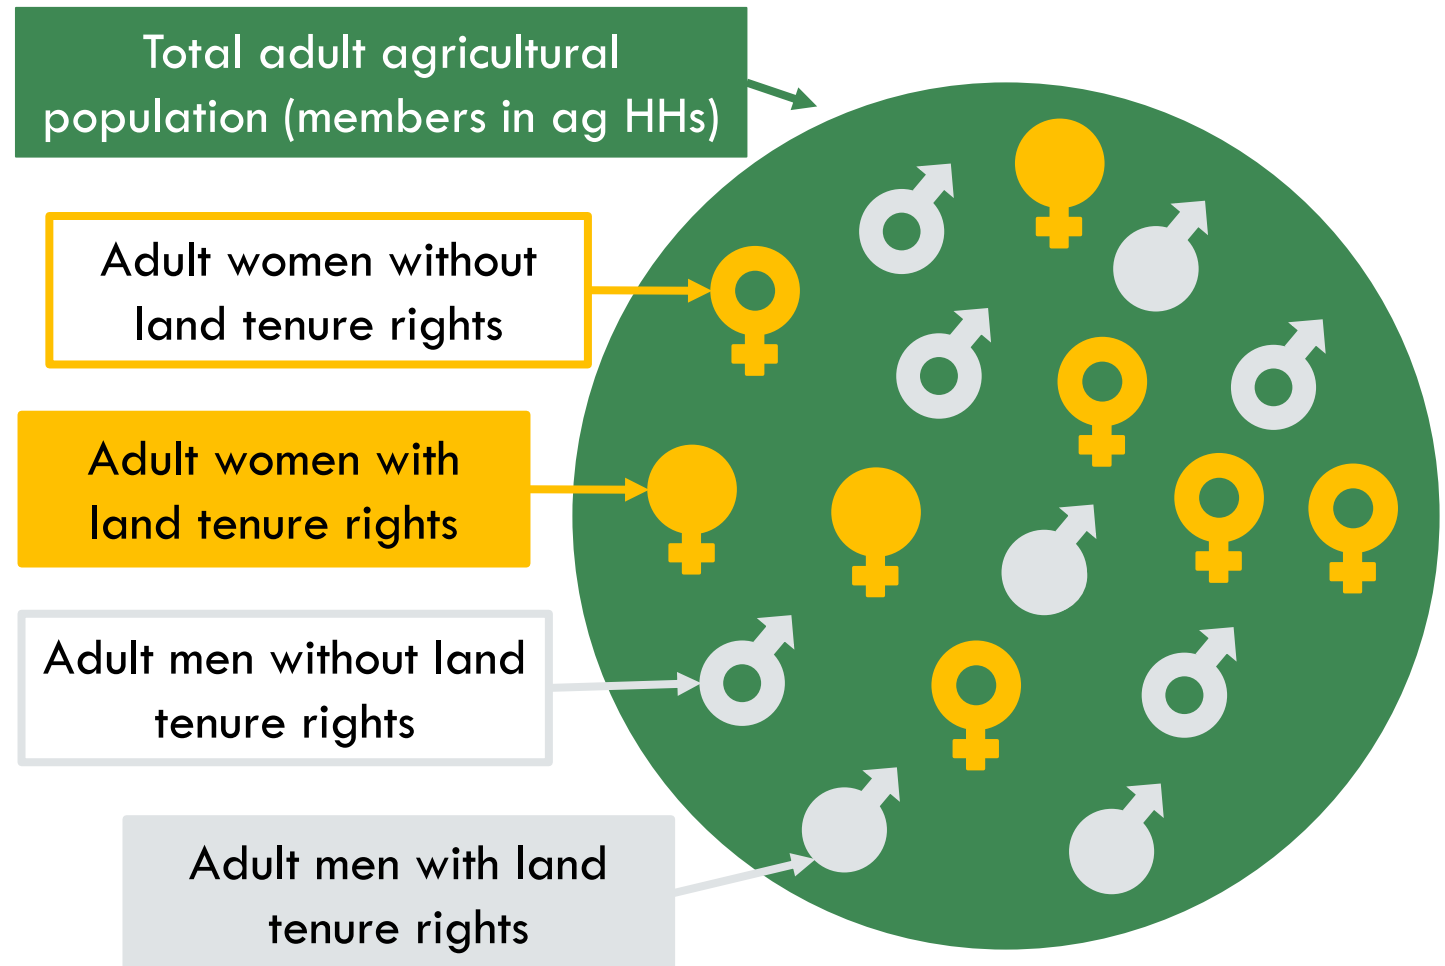 Total adult agricultural
population (members in ag HHs)
Adult women without
land tenure rights
Adult women with
land tenure rights
Adult men without land
tenure rights
Adult men with land
tenure rights